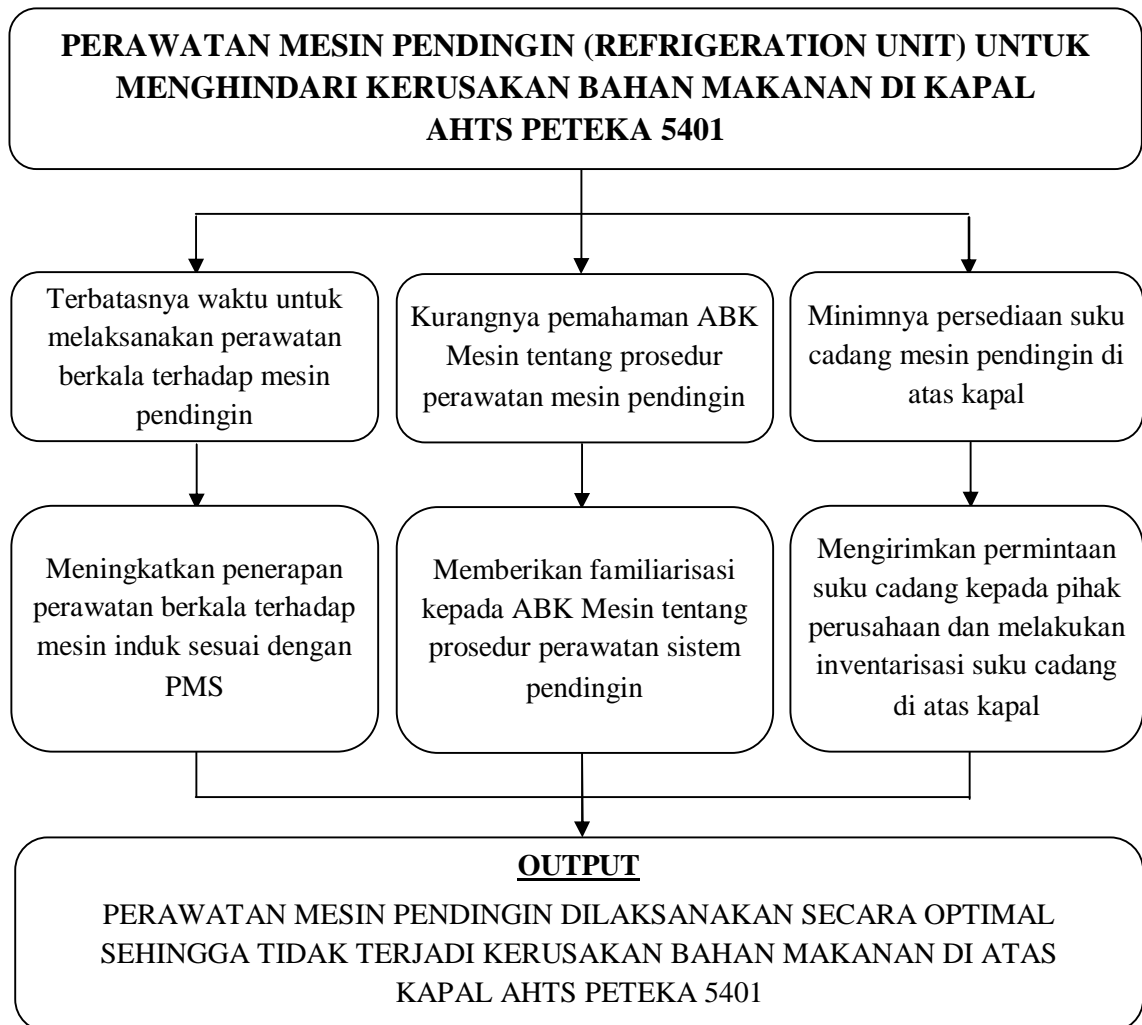 PERAWATAN MESIN PENDINGIN (REFRIGERATION UNIT) UNTUK
MENGHINDARI KERUSAKAN BAHAN MAKANAN DI KAPAL
AHTS PETEKA 5401
Terbatasnya waktu untuk
melaksanakan perawatan
berkala terhadap mesin
pendingin
Kurangnya pemahaman ABK
Mesin tentang prosedur
perawatan mesin pendingin
Minimnya persediaan suku
cadang mesin pendingin di
atas kapal
Meningkatkan penerapan
perawatan berkala terhadap
mesin induk sesuai dengan
PMS
Memberikan familiarisasi
kepada ABK Mesin tentang
prosedur perawatan sistem
pendingin
Mengirimkan permintaan
suku cadang kepada pihak
perusahaan dan melakukan
inventarisasi suku cadang
di atas kapal
OUTPUT
PERAWATAN MESIN PENDINGIN DILAKSANAKAN SECARA OPTIMAL
SEHINGGA TIDAK TERJADI KERUSAKAN BAHAN MAKANAN DI ATAS
KAPAL AHTS PETEKA 5401